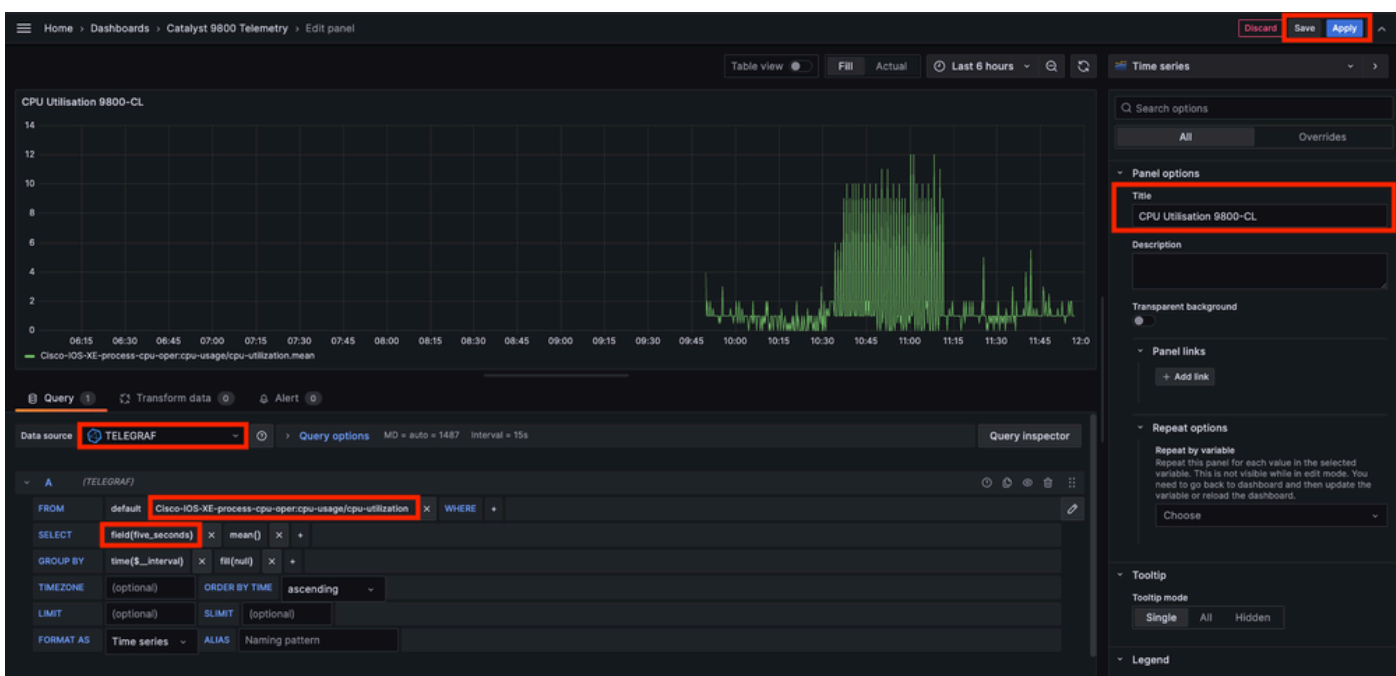 Home › Dashboards › Catalyst 9800 Telemetry › Edit panel
Discard Save Apply
Table view Fill Actual Last 6 hours
Time series
CPU Utilisation 9800-CL
14
12
10
8
6
4
2
0
06:15 06:30 06:45 07:00 07:15 07:30 07:45 08:00 08:15 08:30 08:45 09:00 09:15 09:30 09:45 10:00 10:15 10:30 10:45 11:00 11:15 11:30 11:45 12:0
Cisco-IOS-XE-process-cpu-oper:cpu-usage/cpu-utilization.mean
Query 1 Transform data 0 Alert 0
Data source TELEGRAF › Query options MD = auto = 1487 Interval = 15s Query inspector
A (TELEGRAF)
FROM default Cisco-IOS-XE-process-cpu-oper:cpu-usage/cpu-utilization × WHERE +
SELECT field(five_seconds) × mean() × +
GROUP BY time($__interval) × fill(null) × +
TIMEZONE (optional) ORDER BY TIME ascending
LIMIT (optional) SLIMIT (optional)
FORMAT AS Time series ALIAS Naming pattern
Search options
All Overrides
Panel options
Title
CPU Utilisation 9800-CL
Description
Transparent background
Panel links
+ Add link
Repeat options
Repeat by variable
Repeat this panel for each value in the selected
variable. This is not visible while in edit mode. You
need to go back to dashboard and then update the
variable or reload the dashboard.
Choose
Tooltip
Tooltip mode
Single All Hidden
Legend